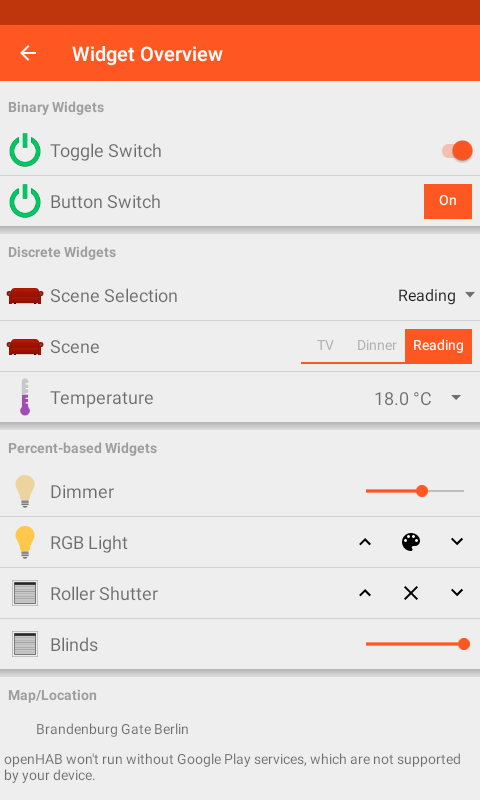 Widget Overview
Binary Widgets
Toggle Switch
Button Switch On
Discrete Widgets
Scene Selection Reading
Scene TV Dinner Reading
Temperature 18.0 °C
Percent-based Widgets
Dimmer
RGB Light
Roller Shutter
Blinds
Map/Location
Brandenburg Gate Berlin
openHAB won't run without Google Play services, which are not supported
by your device.